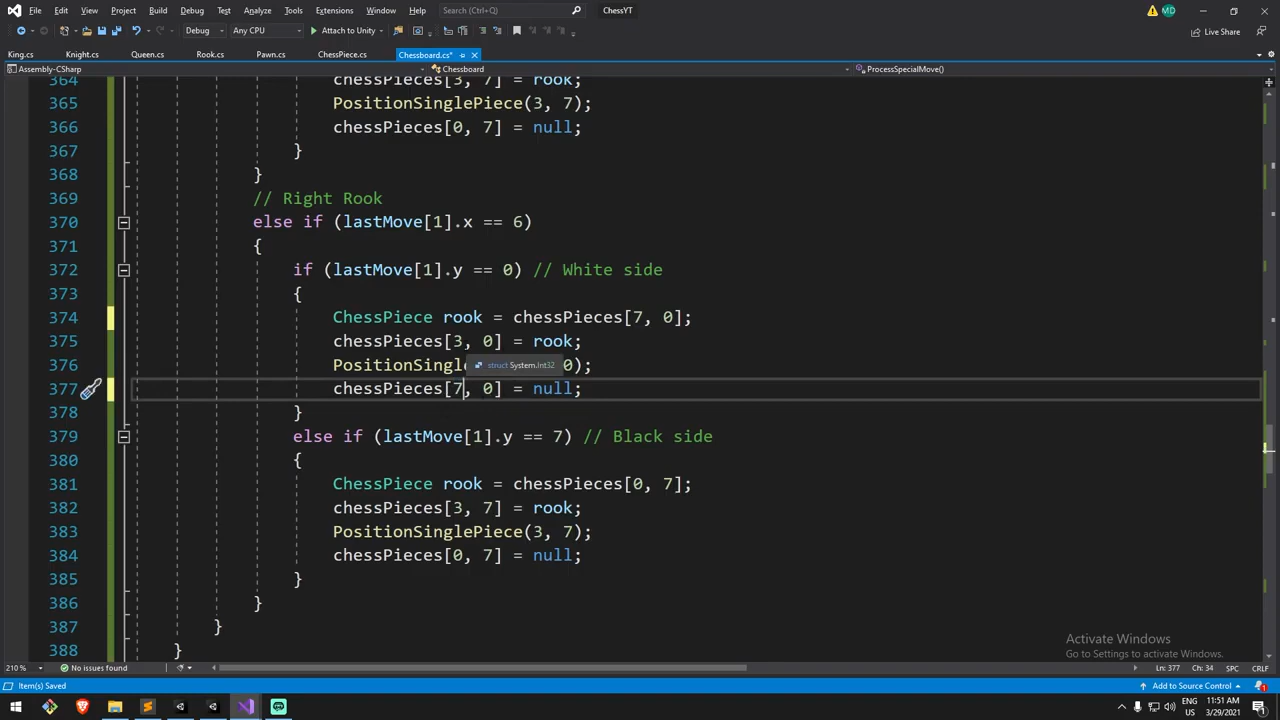 File Edit View Git Project Build Debug Test Analyze Tools Extensions Window Help Search (Ctrl+Q) ChessYT MD
Debug Any CPU Attach to Unity Live Share
King.cs Knight.cs Queen.cs Rook.cs Pawn.cs ChessPiece.cs Chessboard.cs*
Assembly-CSharp Chessboard ProcessSpecialMove()
364 chessPieces[3, 7] = rook;
365 PositionSinglePiece(3, 7);
366 chessPieces[0, 7] = null;
367 }
368 }
369 // Right Rook
370 else if (lastMove[1].x == 6)
371 {
372 if (lastMove[1].y == 0) // White side
373 {
374 ChessPiece rook = chessPieces[7, 0];
375 chessPieces[3, 0] = rook;
376 PositionSingl struct System.Int32 0);
377 chessPieces[7, 0] = null;
378 }
379 else if (lastMove[1].y == 7) // Black side
380 {
381 ChessPiece rook = chessPieces[0, 7];
382 chessPieces[3, 7] = rook;
383 PositionSinglePiece(3, 7);
384 chessPieces[0, 7] = null;
385 }
386 }
387 }
388 }
Activate Windows
Go to Settings to activate Windows.
210 % No issues found Ln: 377 Ch: 34 SPC CRLF
Item(s) Saved Add to Source Control 1
ENG 11:51 AM
US 3/29/2021 1